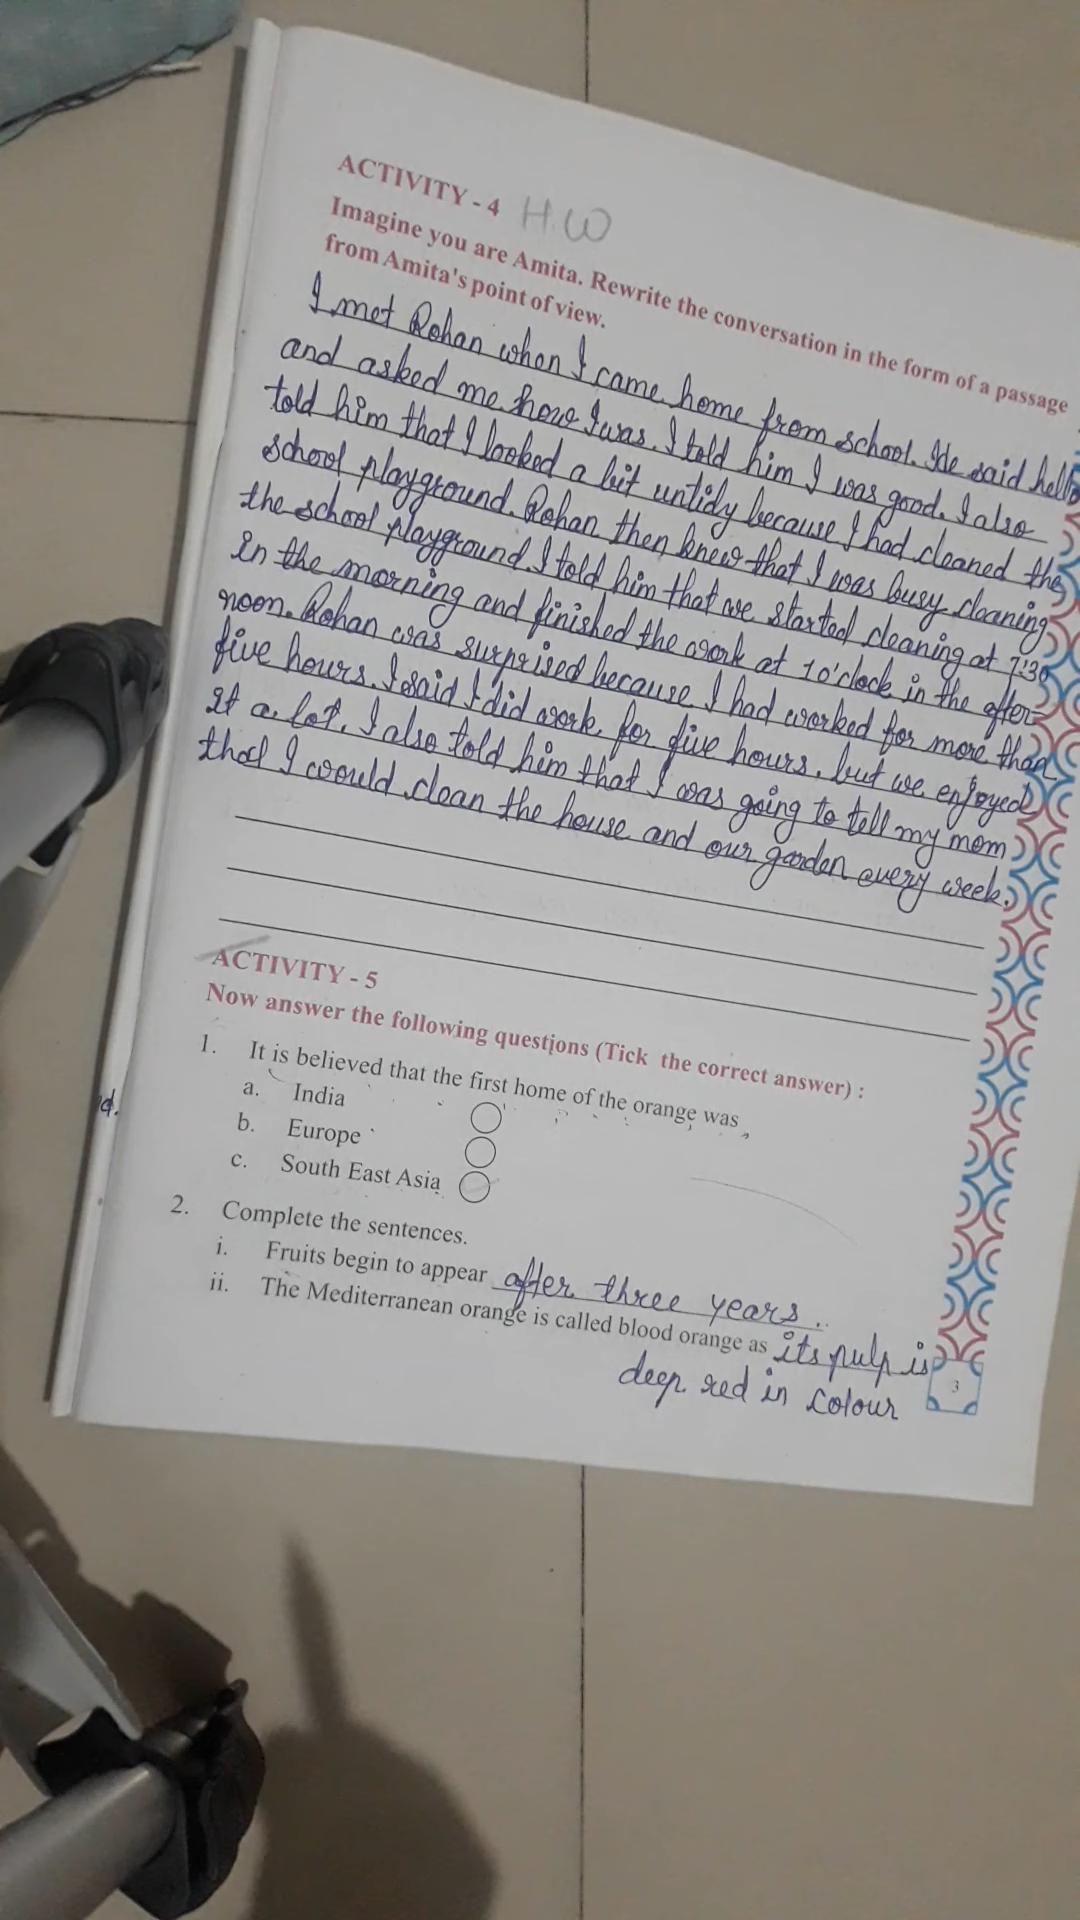 ACTIVITY - 4 H.W
Imagine you are Amita. Rewrite the conversation in the form of a passage
from Amita's point of view.
I met Rohan when I came home from school. He said hello
and asked me how I was. I told him I was good. I also
told him that I looked a bit untidy because I had cleaned the
school playground. Rohan then knew that I was busy cleaning
the school playground. I told him that we started cleaning at 7:30
in the morning and finished the work at 1 o'clock in the after-
noon. Rohan was surprised because I had worked for more than
five hours. I said I did work for five hours, but we enjoyed
it a lot. I also told him that I was going to tell my mom
that I would clean the house and our garden every week.
ACTIVITY - 5
Now answer the following questions (Tick the correct answer) :
1. It is believed that the first home of the orange was
a. India
b. Europe
c. South East Asia
2. Complete the sentences.
i. Fruits begin to appear after three years..
ii. The Mediterranean orange is called blood orange as its pulp is
deep red in colour
3